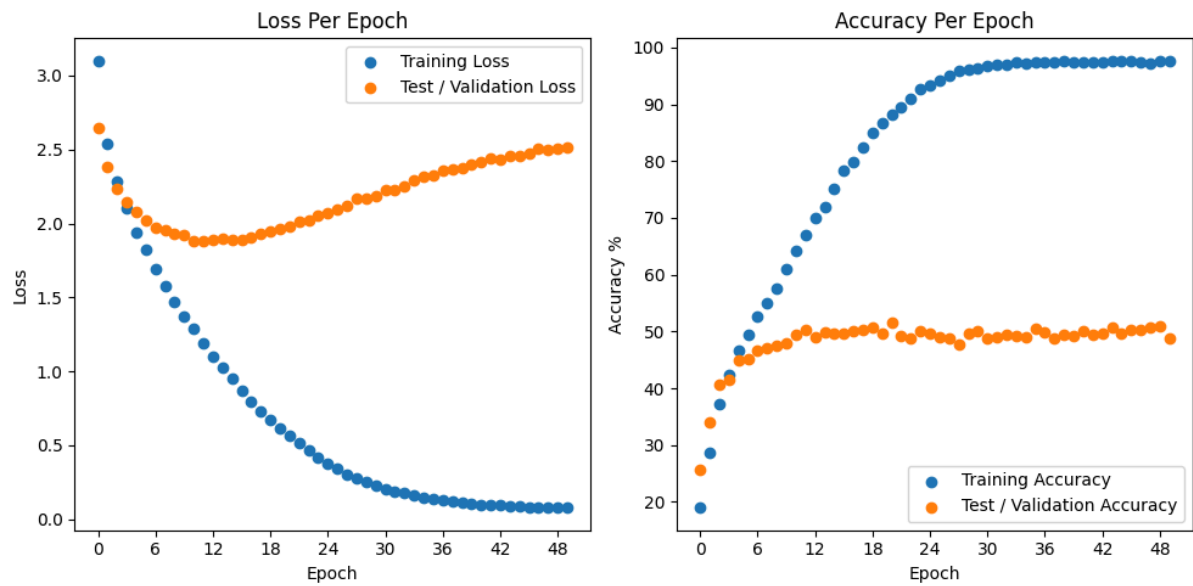 Loss Per Epoch
Training Loss
Test / Validation Loss
3.0
2.5
2.0
1.5
1.0
0.5
0.0
Loss
0 6 12 18 24 30 36 42 48
Epoch
Accuracy Per Epoch
100
90
80
70
60
50
40
30
20
Accuracy %
Training Accuracy
Test / Validation Accuracy
0 6 12 18 24 30 36 42 48
Epoch